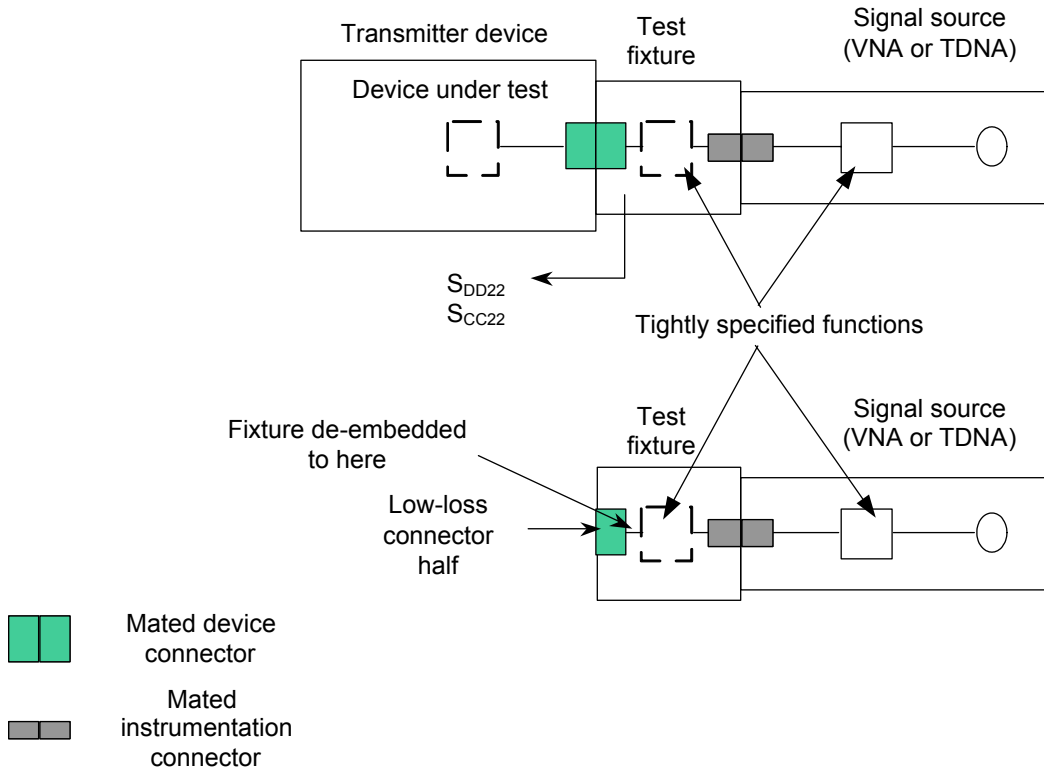 Transmitter device
Test
fixture
Signal source
(VNA or TDNA)
Device under test
SDD22
SCC22
Tightly specified functions
Fixture de-embedded
to here
Test
fixture
Signal source
(VNA or TDNA)
Low-loss
connector
half
Mated device
connector
Mated
instrumentation
connector